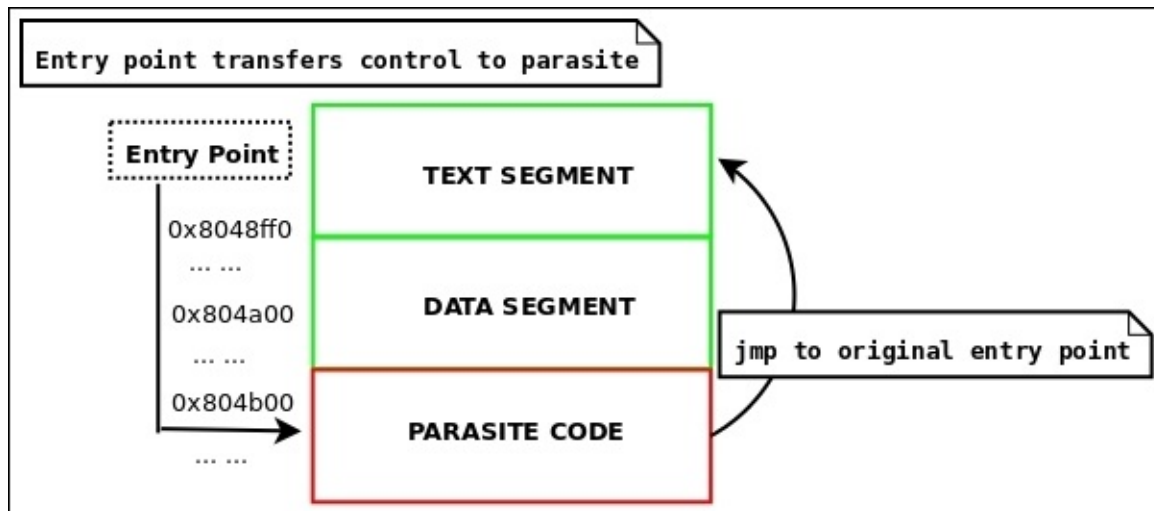 Entry point transfers control to parasite
Entry Point
TEXT SEGMENT
0x8048ff0
... ...
DATA SEGMENT
0x804a00
jmp to original entry point
... ...
0x804b00
PARASITE CODE
... ...